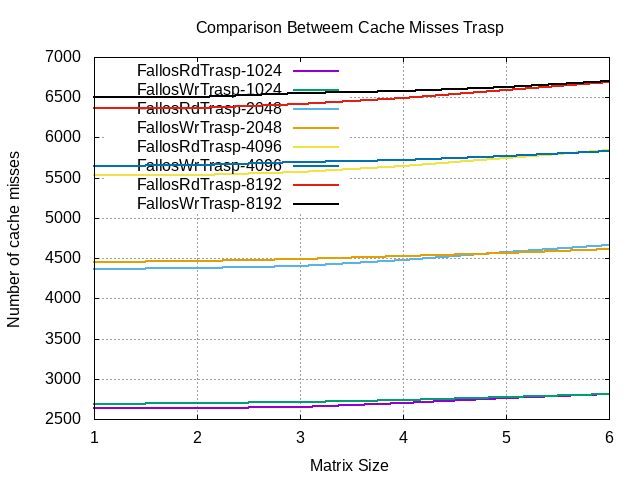 Comparison Betweem Cache Misses Trasp
7000
6500
6000
5500
5000
4500
4000
3500
3000
2500
Number of cache misses
FallosRdTrasp-1024
FallosWrTrasp-1024
FallosRdTrasp-2048
FallosWrTrasp-2048
FallosRdTrasp-4096
FallosWrTrasp-4096
FallosRdTrasp-8192
FallosWrTrasp-8192
1 2 3 4 5 6
Matrix Size